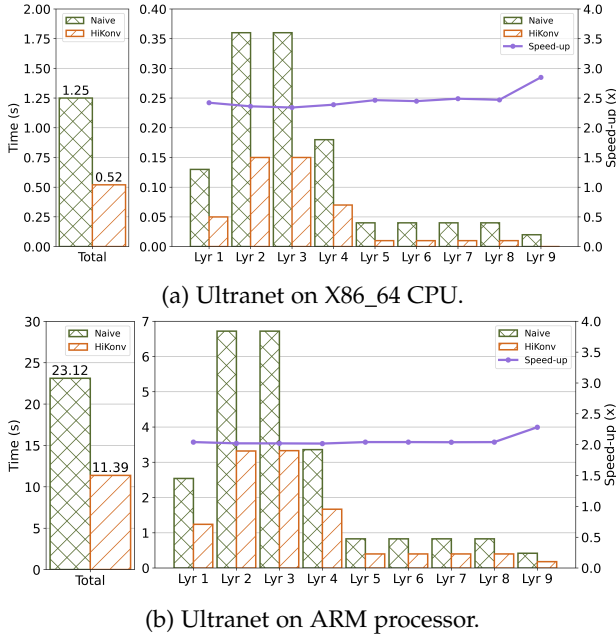 2.00
1.75
1.50
1.25
1.00
0.75
0.50
0.25
0.00
Time (s)
Naive
HiKonv
1.25
0.52
Total
0.40
0.35
0.30
0.25
0.20
0.15
0.10
0.05
0.00
Naive
HiKonv
Speed-up
4.0
3.5
3.0
2.5
2.0
1.5
1.0
0.5
0.0
Speed-up (x)
Lyr 1 Lyr 2 Lyr 3 Lyr 4 Lyr 5 Lyr 6 Lyr 7 Lyr 8 Lyr 9
(a) Ultranet on X86_64 CPU.
30
25
20
15
10
5
0
Time (s)
Naive
HiKonv
23.12
11.39
Total
7
6
5
4
3
2
1
0
Naive
HiKonv
Speed-up
4.0
3.5
3.0
2.5
2.0
1.5
1.0
0.5
0.0
Speed-up (x)
Lyr 1 Lyr 2 Lyr 3 Lyr 4 Lyr 5 Lyr 6 Lyr 7 Lyr 8 Lyr 9
(b) Ultranet on ARM processor.